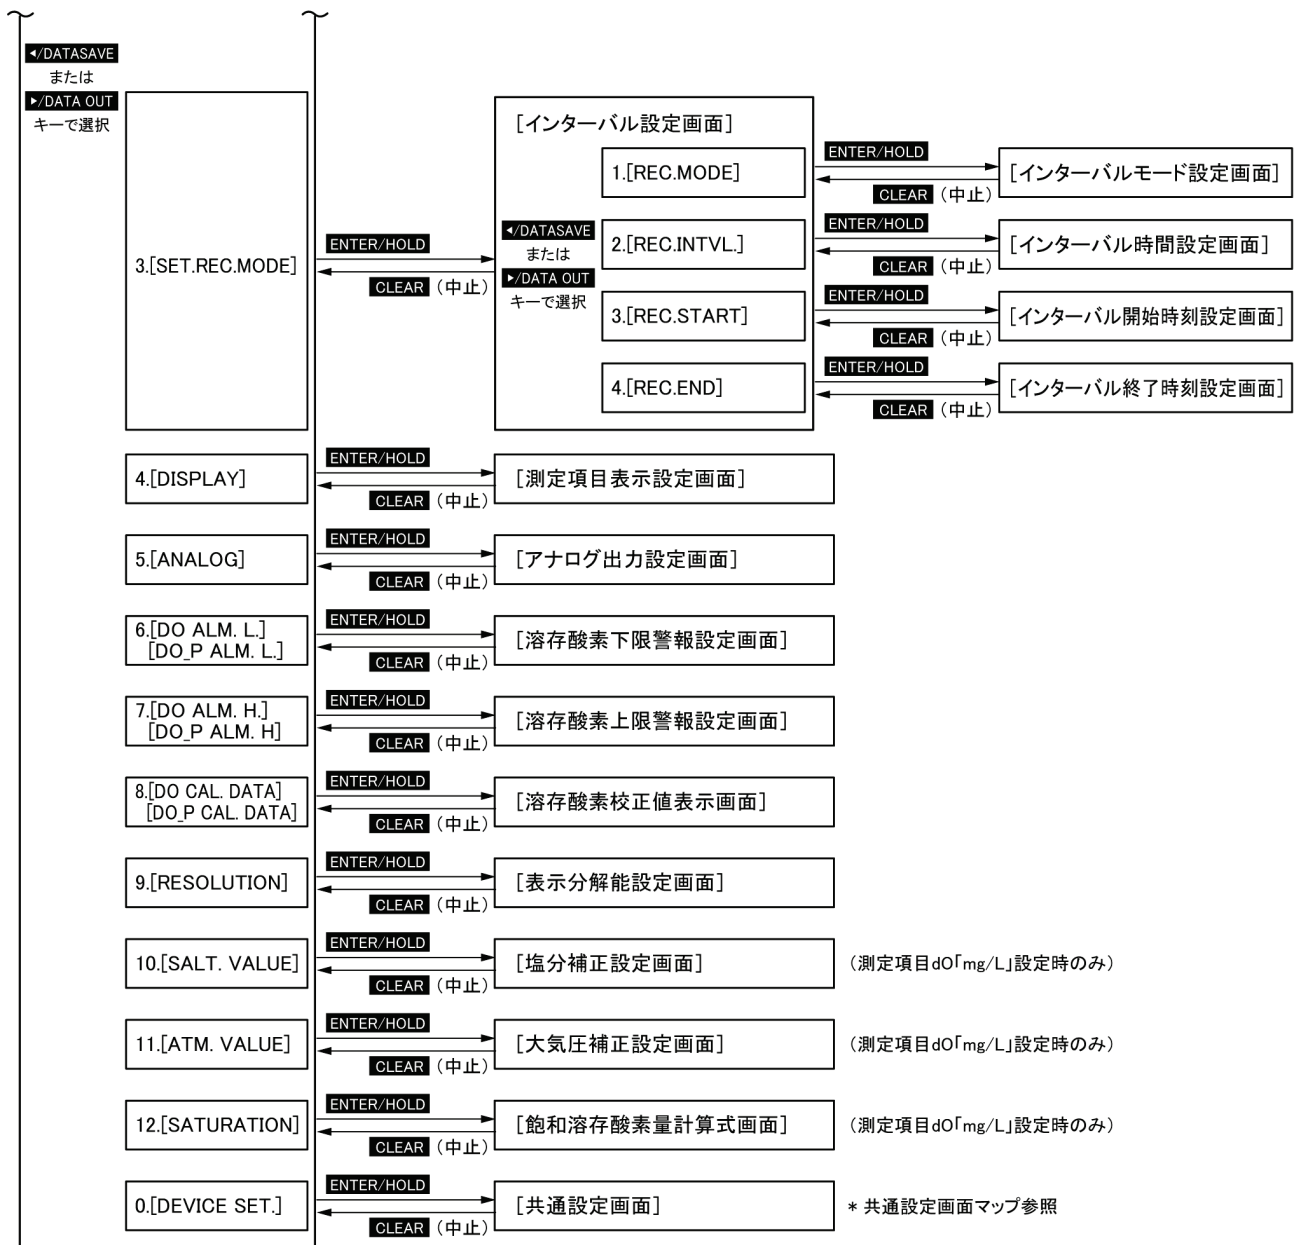 ◂/DATASAVE
または
▸/DATA OUT
キーで選択
3.[SET.REC.MODE]
ENTER/HOLD
CLEAR (中止)
[インターバル設定画面]
◂/DATASAVE
または
▸/DATA OUT
キーで選択
1.[REC.MODE]
ENTER/HOLD
CLEAR (中止)
[インターバルモード設定画面]
2.[REC.INTVL.]
ENTER/HOLD
CLEAR (中止)
[インターバル時間設定画面]
3.[REC.START]
ENTER/HOLD
CLEAR (中止)
[インターバル開始時刻設定画面]
4.[REC.END]
ENTER/HOLD
CLEAR (中止)
[インターバル終了時刻設定画面]
4.[DISPLAY]
ENTER/HOLD
CLEAR (中止)
[測定項目表示設定画面]
5.[ANALOG]
ENTER/HOLD
CLEAR (中止)
[アナログ出力設定画面]
6.[DO ALM. L.]
[DO_P ALM. L.]
ENTER/HOLD
CLEAR (中止)
[溶存酸素下限警報設定画面]
7.[DO ALM. H.]
[DO_P ALM. H]
ENTER/HOLD
CLEAR (中止)
[溶存酸素上限警報設定画面]
8.[DO CAL. DATA]
[DO_P CAL. DATA]
ENTER/HOLD
CLEAR (中止)
[溶存酸素校正値表示画面]
9.[RESOLUTION]
ENTER/HOLD
CLEAR (中止)
[表示分解能設定画面]
10.[SALT. VALUE]
ENTER/HOLD
CLEAR (中止)
[塩分補正設定画面]
(測定項目dO「mg/L」設定時のみ)
11.[ATM. VALUE]
ENTER/HOLD
CLEAR (中止)
[大気圧補正設定画面]
(測定項目dO「mg/L」設定時のみ)
12.[SATURATION]
ENTER/HOLD
CLEAR (中止)
[飽和溶存酸素量計算式画面]
(測定項目dO「mg/L」設定時のみ)
0.[DEVICE SET.]
ENTER/HOLD
CLEAR (中止)
[共通設定画面]
* 共通設定画面マップ参照